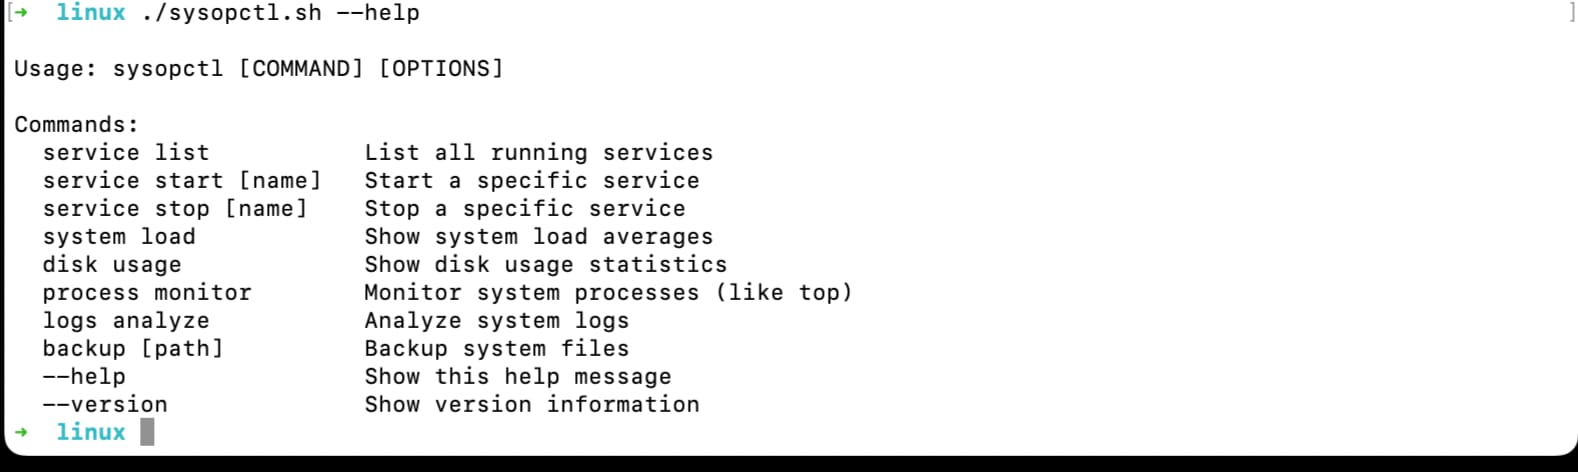 [➜  linux ./sysopctl.sh --help ]
Usage: sysopctl [COMMAND] [OPTIONS]
Commands:
  service list           List all running services
  service start [name]   Start a specific service
  service stop [name]    Stop a specific service
  system load            Show system load averages
  disk usage             Show disk usage statistics
  process monitor        Monitor system processes (like top)
  logs analyze           Analyze system logs
  backup [path]          Backup system files
  --help                 Show this help message
  --version              Show version information
➜  linux